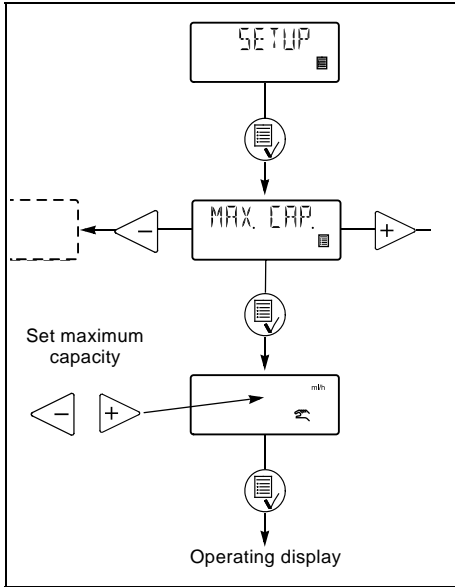 SETUP
MAX. CAP.
Set maximum
capacity
ml/h
Operating display